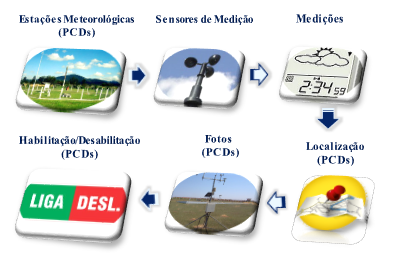 Estações Meteorológicas
(PCDs)
Sensores de Medição
Medições
2:34 59
Habilitação/Desabilitação
(PCDs)
Fotos
(PCDs)
Localização
(PCDs)
LIGA DESL.